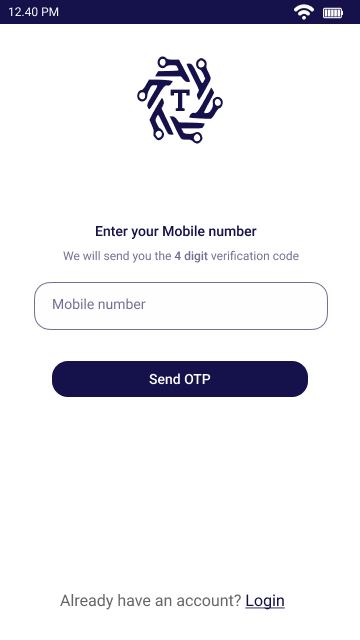 12.40 PM
T
Enter your Mobile number
We will send you the 4 digit verification code
Mobile number
Send OTP
Already have an account? Login